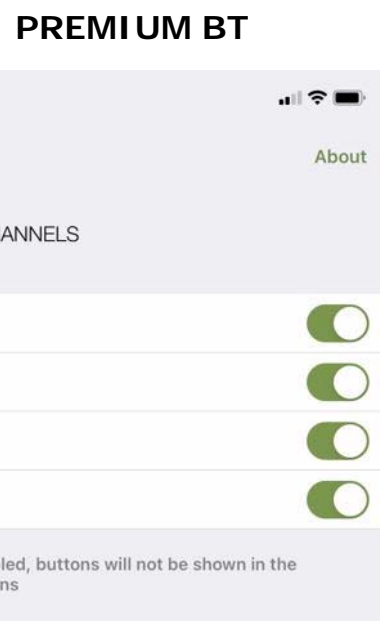 PREMIUM BT
About
ANNELS
led, buttons will not be shown in the
ns